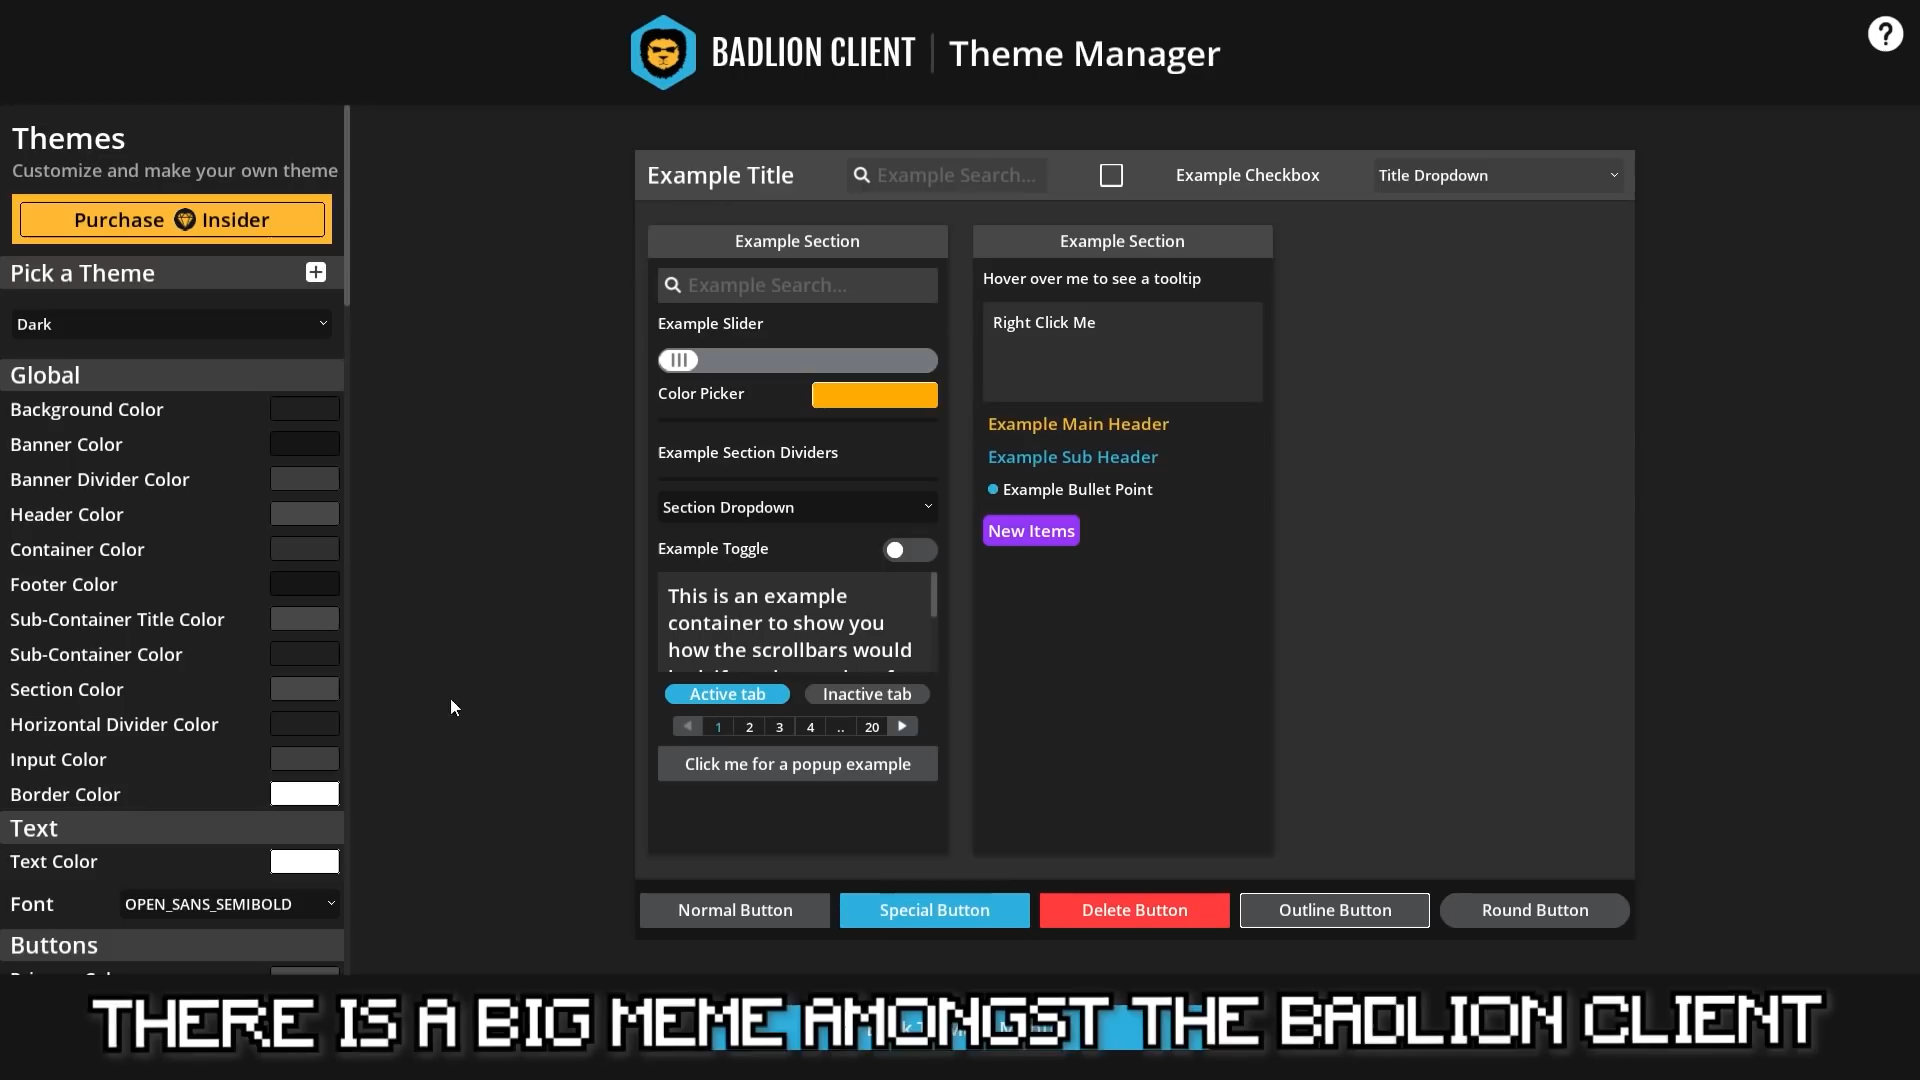 BADLION CLIENT | Theme Manager
?
Themes
Customize and make your own theme
Purchase Insider
Pick a Theme
Dark
Global
Background Color
Banner Color
Banner Divider Color
Header Color
Container Color
Footer Color
Sub-Container Title Color
Sub-Container Color
Section Color
Horizontal Divider Color
Input Color
Border Color
Text
Text Color
Font OPEN_SANS_SEMIBOLD
Buttons
Example Title Example Search... Example Checkbox Title Dropdown
Example Section
Example Search...
Example Slider
Color Picker
Example Section Dividers
Section Dropdown
Example Toggle
This is an example
container to show you
how the scrollbars would
Active tab Inactive tab
1 2 3 4 .. 20
Click me for a popup example
Example Section
Hover over me to see a tooltip
Right Click Me
Example Main Header
Example Sub Header
Example Bullet Point
New Items
Normal Button Special Button Delete Button Outline Button Round Button
THERE IS A BIG MEME AMONGST THE BADLION CLIENT